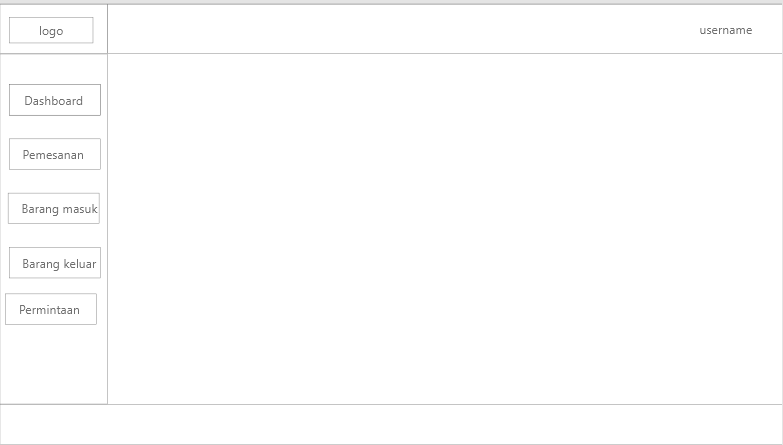 logo
username
Dashboard
Pemesanan
Barang masuk
Barang keluar
Permintaan